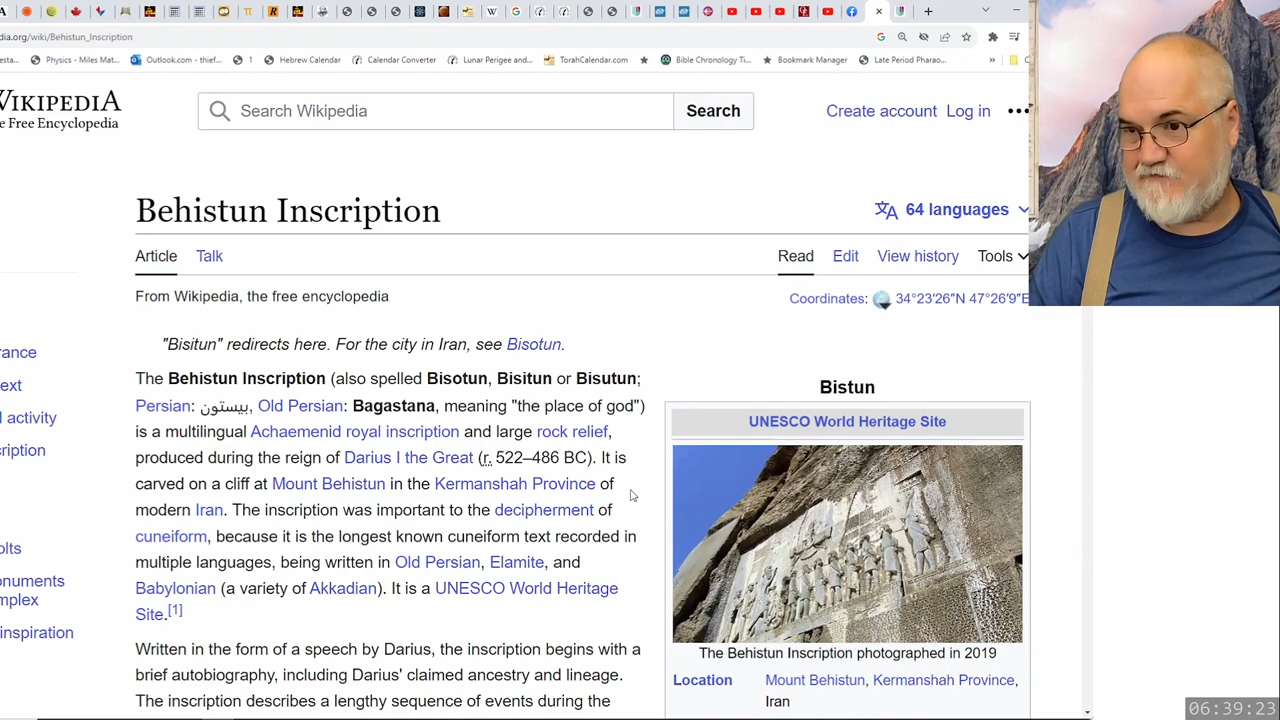 dia.org/wiki/Behistun_Inscription
Physics - Miles Mat...
Outlook.com - thief...
1
Hebrew Calendar
Calendar Converter
Lunar Perigee and...
TorahCalendar.com
Bible Chronology Ti...
Bookmark Manager
Late Period Pharao...
»
WIKIPEDIA
e Free Encyclopedia
Search Wikipedia
Search
Create account
Log in
Behistun Inscription
64 languages
Article
Talk
Read
Edit
View history
Tools
From Wikipedia, the free encyclopedia
Coordinates: 34°23′26″N 47°26′9″E
"Bisitun" redirects here. For the city in Iran, see Bisotun.
The Behistun Inscription (also spelled Bisotun, Bisitun or Bisutun;
Persian: بیستون, Old Persian: Bagastana, meaning "the place of god")
is a multilingual Achaemenid royal inscription and large rock relief,
produced during the reign of Darius I the Great (r. 522–486 BC). It is
carved on a cliff at Mount Behistun in the Kermanshah Province of
modern Iran. The inscription was important to the decipherment of
cuneiform, because it is the longest known cuneiform text recorded in
multiple languages, being written in Old Persian, Elamite, and
Babylonian (a variety of Akkadian). It is a UNESCO World Heritage
Site.[1]
Written in the form of a speech by Darius, the inscription begins with a
brief autobiography, including Darius' claimed ancestry and lineage.
The inscription describes a lengthy sequence of events during the
rance
ext
l activity
cription
olts
onuments
mplex
inspiration
Bistun
UNESCO World Heritage Site
The Behistun Inscription photographed in 2019
Location
Mount Behistun, Kermanshah Province,
Iran
06:39:23